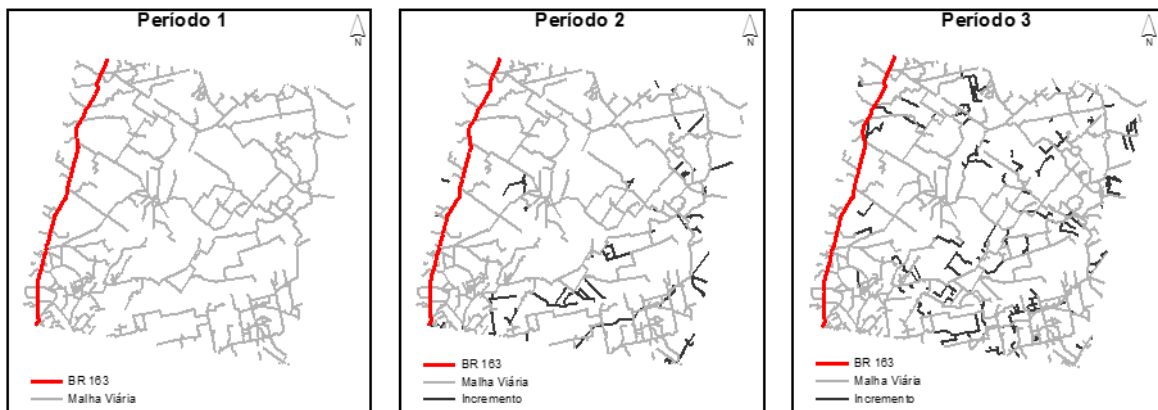 Período 1
N
BR 163
Malha Viária
Período 2
N
BR 163
Malha Viária
Incremento
Período 3
N
BR 163
Malha Viária
Incremento